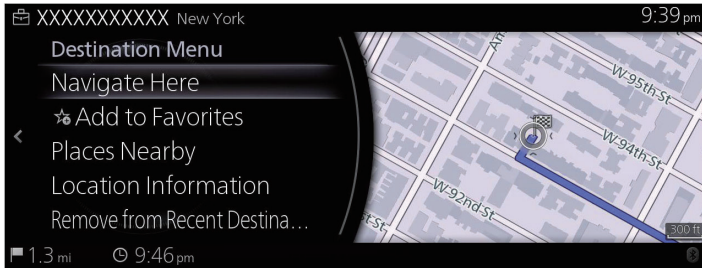 XXXXXXXXXXX New York
9:39 pm
Destination Menu
Navigate Here
Add to Favorites
Places Nearby
Location Information
Remove from Recent Destina...
W 95th St
W 94th St
W 92nd St
300 ft
1.3 mi
9:46 pm